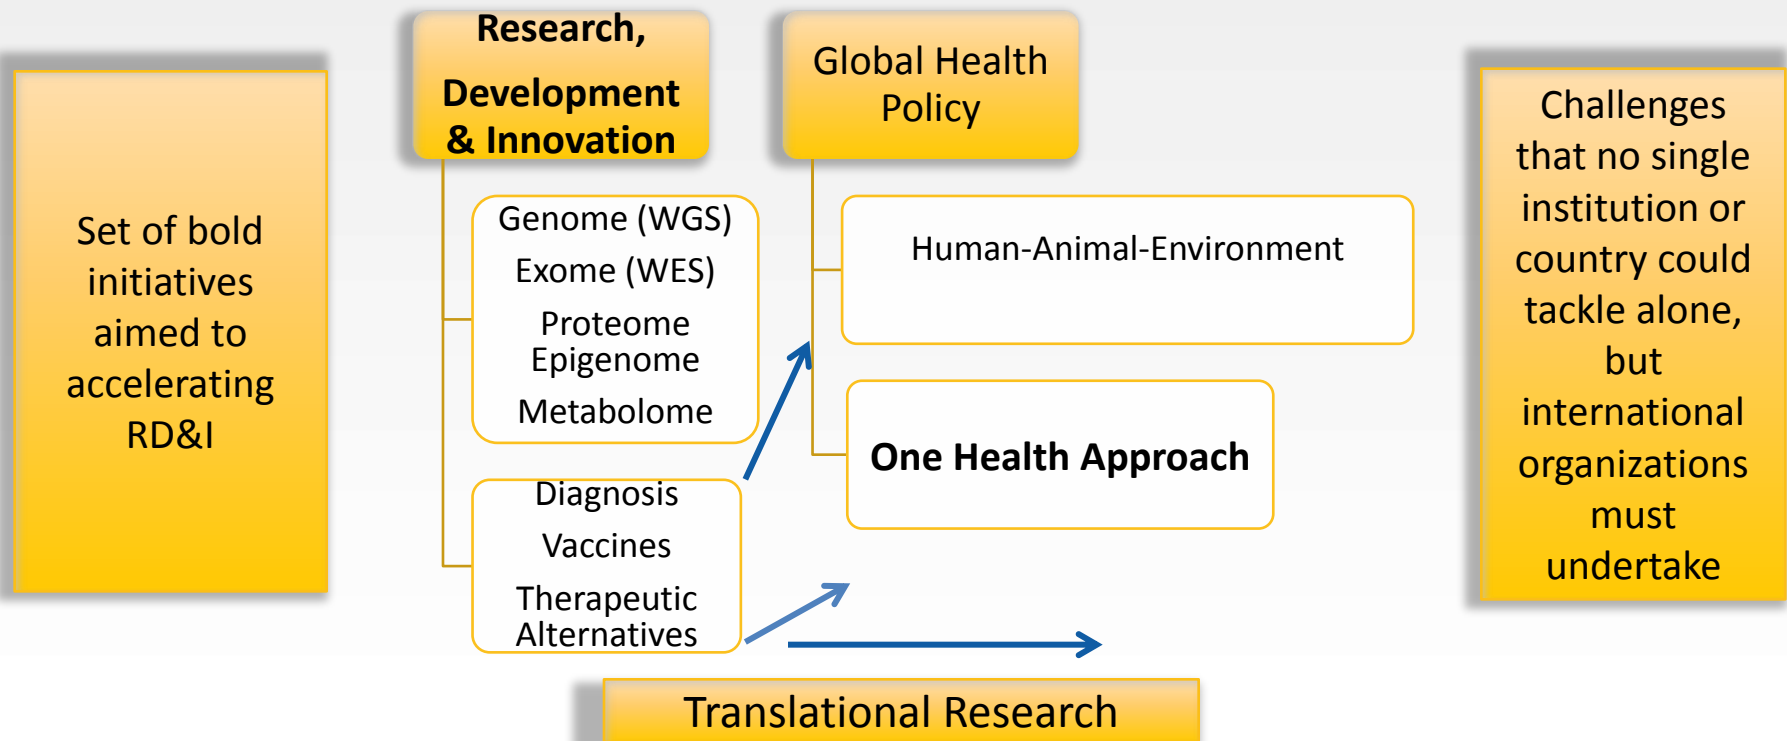 Set of bold
initiatives
aimed to
accelerating
RD&I
Research,
Development
& Innovation
Genome (WGS)
Exome (WES)
Proteome
Epigenome
Metabolome
Diagnosis
Vaccines
Therapeutic
Alternatives
Global Health
Policy
Human-Animal-Environment
One Health Approach
Challenges
that no single
institution or
country could
tackle alone,
but
international
organizations
must
undertake
Translational Research